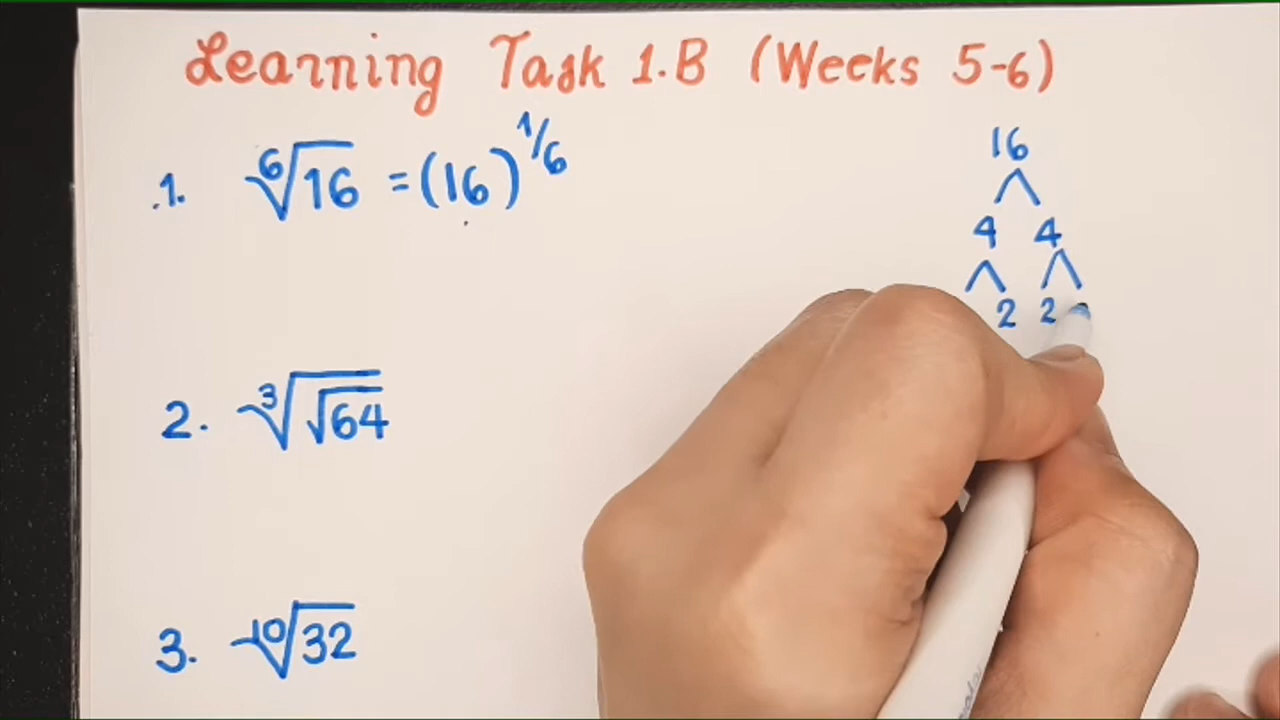 Learning Task 1.B (Weeks 5-6)
1. ⁶√16 = (16)^1/6
16
4 4
2 2
2. ³√√64
3. ¹⁰√32